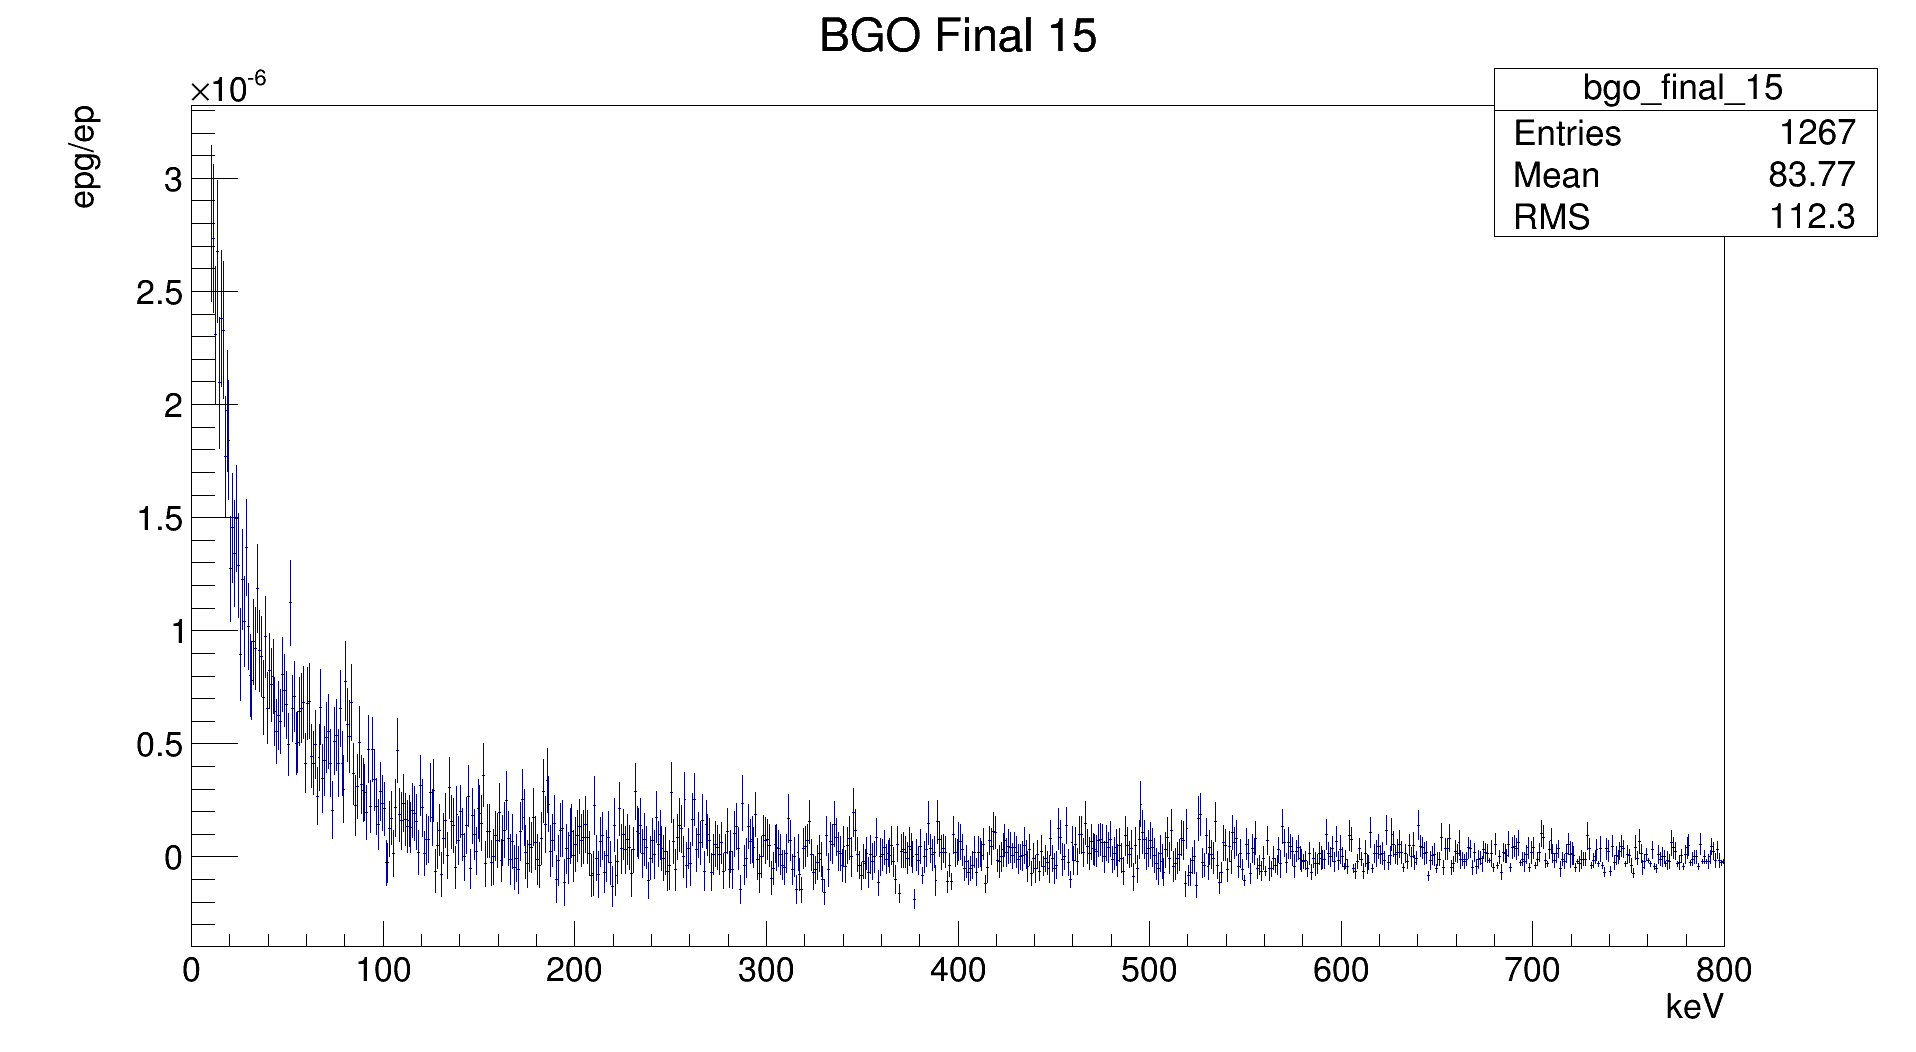 BGO Final 15
×10-6
epg/ep
bgo_final_15
Entries 1267
Mean 83.77
RMS 112.3
3
2.5
2
1.5
1
0.5
0
0 100 200 300 400 500 600 700 800
keV